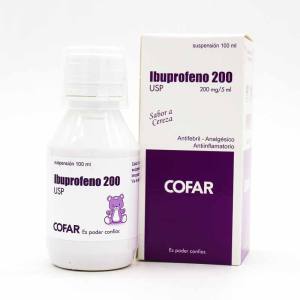 suspensión 100 ml
Ibuprofeno 200
USP
COFAR
Es poder confiar.
suspensión 100 ml
Ibuprofeno 200
USP
200 mg/5 ml
Sabor a
Cereza
Antifebril - Analgésico
Antiinflamatorio
COFAR
Es poder confiar.